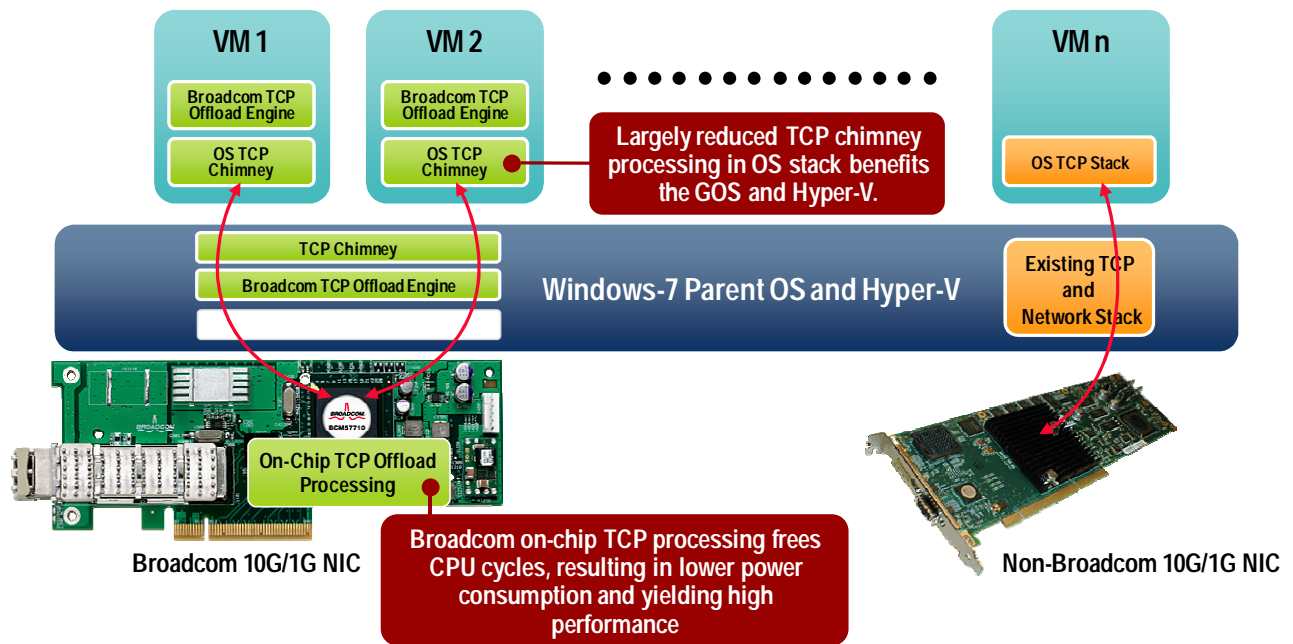 VM 1
VM 2
VM n
Broadcom TCP
Offload Engine
Broadcom TCP
Offload Engine
OS TCP
Chimney
OS TCP
Chimney
Largely reduced TCP chimney
processing in OS stack benefits
the GOS and Hyper-V.
OS TCP Stack
TCP Chimney
Broadcom TCP Offload Engine
Windows-7 Parent OS and Hyper-V
Existing TCP
and
Network Stack
BROADCOM
BROADCOM
BCM57710
On-Chip TCP Offload
Processing
Broadcom 10G/1G NIC
Broadcom on-chip TCP processing frees
CPU cycles, resulting in lower power
consumption and yielding high
performance
Non-Broadcom 10G/1G NIC